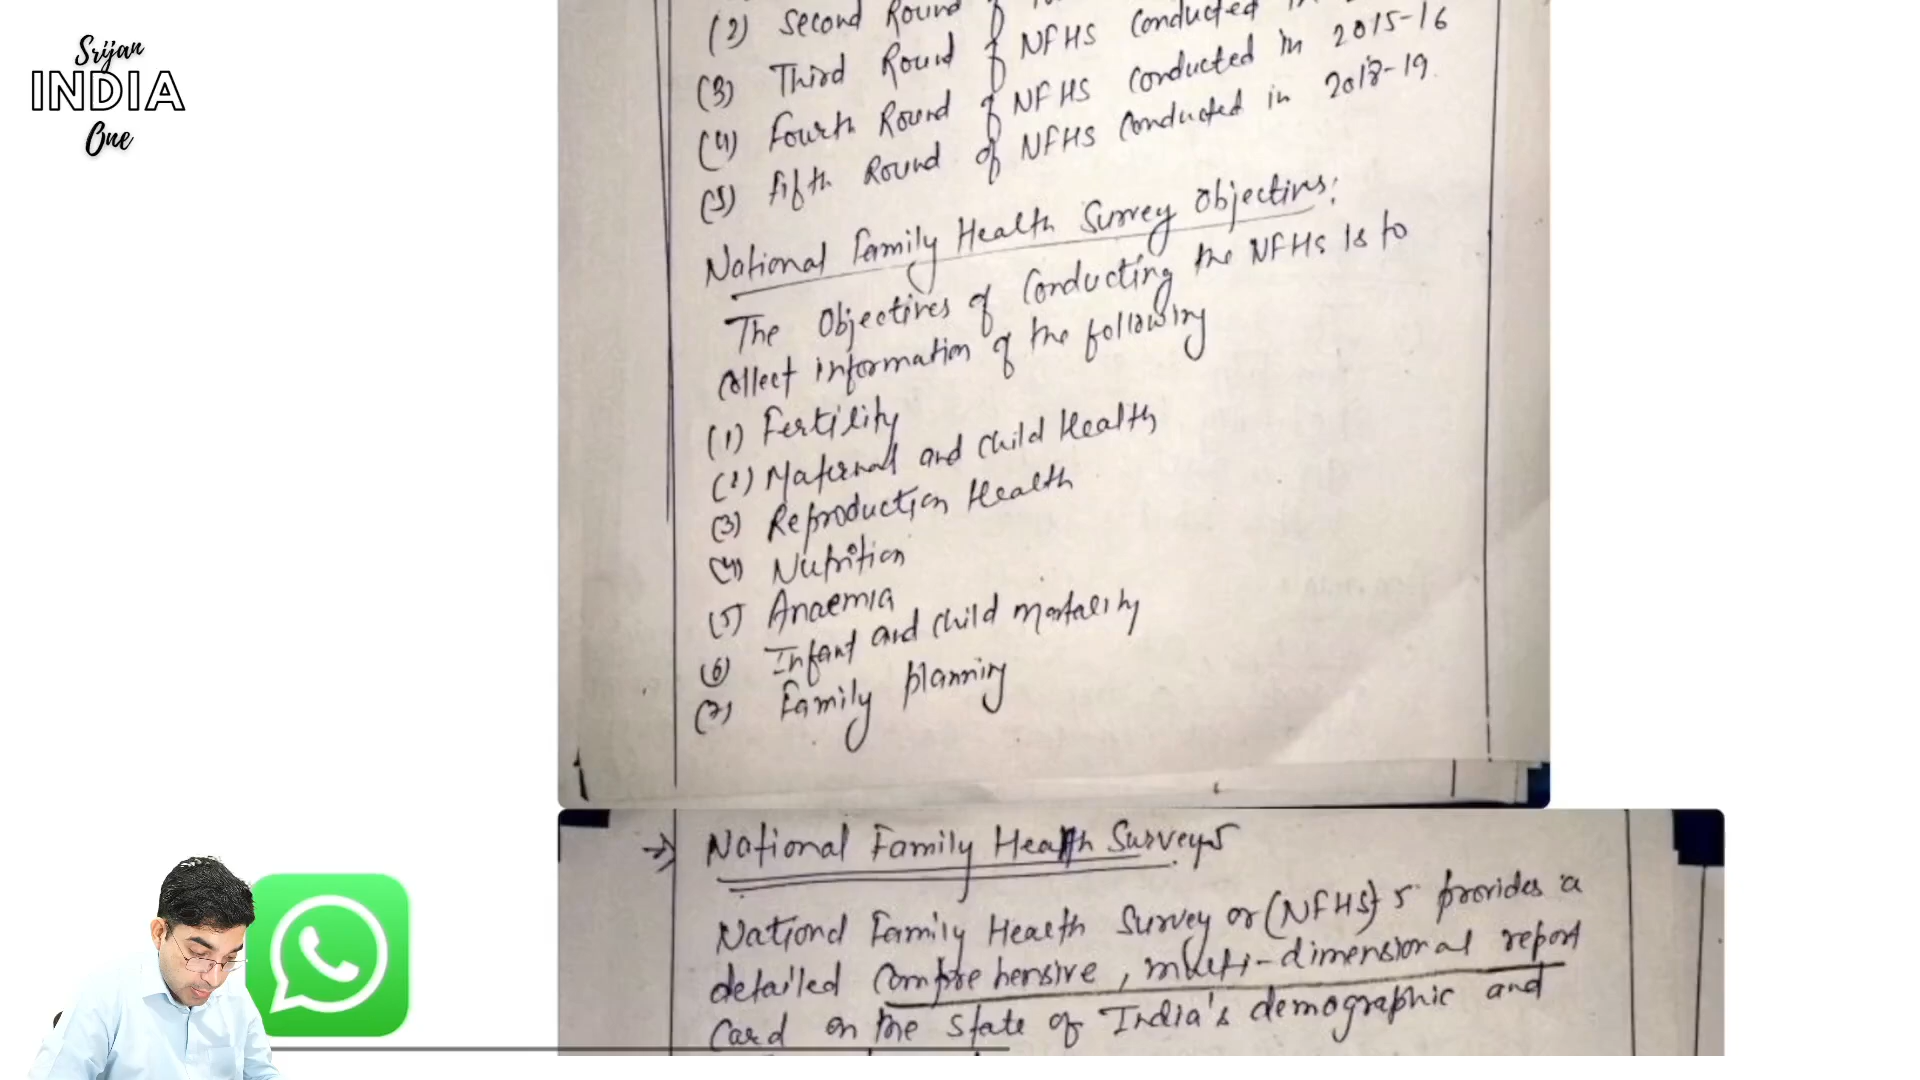 Srijan
INDIA
One
(2) Second Round of
(3) Third Round of NFHS Conducted in
(4) Fourth Round of NFHS Conducted in 2015-16
(5) Fifth Round of NFHS Conducted in 2018-19
National Family Health Survey Objectives:
The Objectives of Conducting the NFHS is to
collect information of the following
(1) Fertility
(2) Maternal and child Health
(3) Reproduction Health
(4) Nutrition
(5) Anaemia
(6) Infant and child mortality
(7) Family planning
→ National Family Health Survey 5
National Family Health Survey or (NFHS) 5 provides a
detailed Comprehensive, multi-dimensional report
Card on the state of India's demographic and